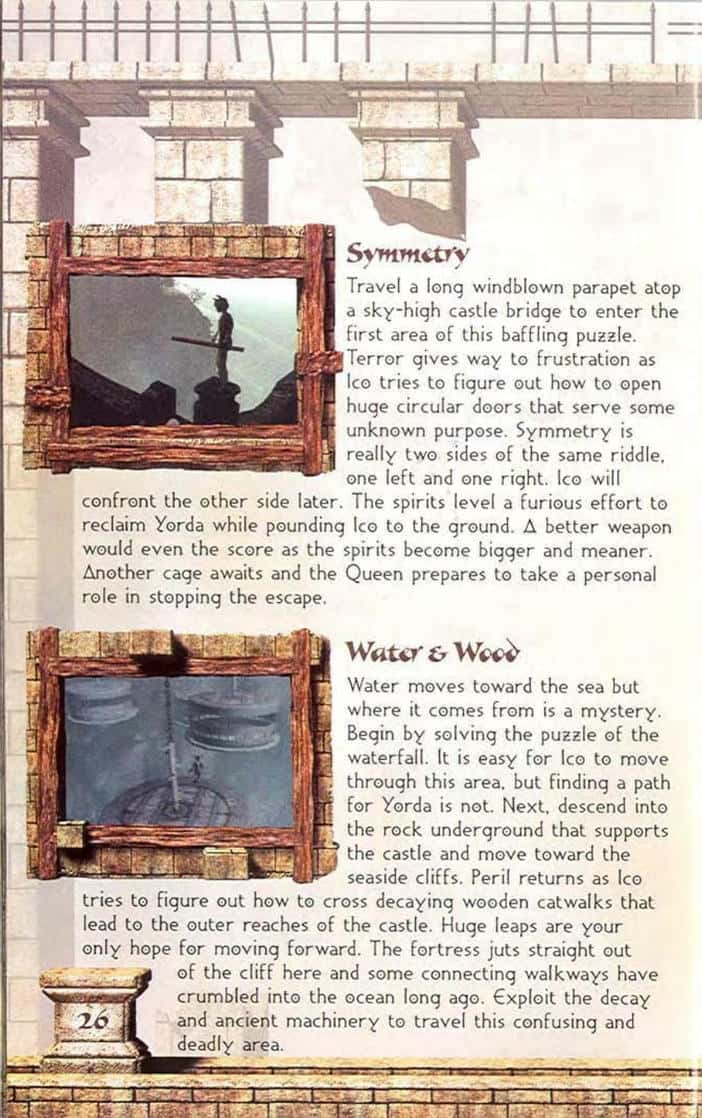 Symmetry
Travel a long windblown parapet atop
a sky-high castle bridge to enter the
first area of this baffling puzzle.
Terror gives way to frustration as
Ico tries to figure out how to open
huge circular doors that serve some
unknown purpose. Symmetry is
really two sides of the same riddle,
one left and one right. Ico will
confront the other side later. The spirits level a furious effort to
reclaim Yorda while pounding Ico to the ground. A better weapon
would even the score as the spirits become bigger and meaner.
Another cage awaits and the Queen prepares to take a personal
role in stopping the escape.
Water & Wood
Water moves toward the sea but
where it comes from is a mystery.
Begin by solving the puzzle of the
waterfall. It is easy for Ico to move
through this area, but finding a path
for Yorda is not. Next, descend into
the rock underground that supports
the castle and move toward the
seaside cliffs. Peril returns as Ico
tries to figure out how to cross decaying wooden catwalks that
lead to the outer reaches of the castle. Huge leaps are your
only hope for moving forward. The fortress juts straight out
of the cliff here and some connecting walkways have
crumbled into the ocean long ago. Exploit the decay
and ancient machinery to travel this confusing and
deadly area.
26